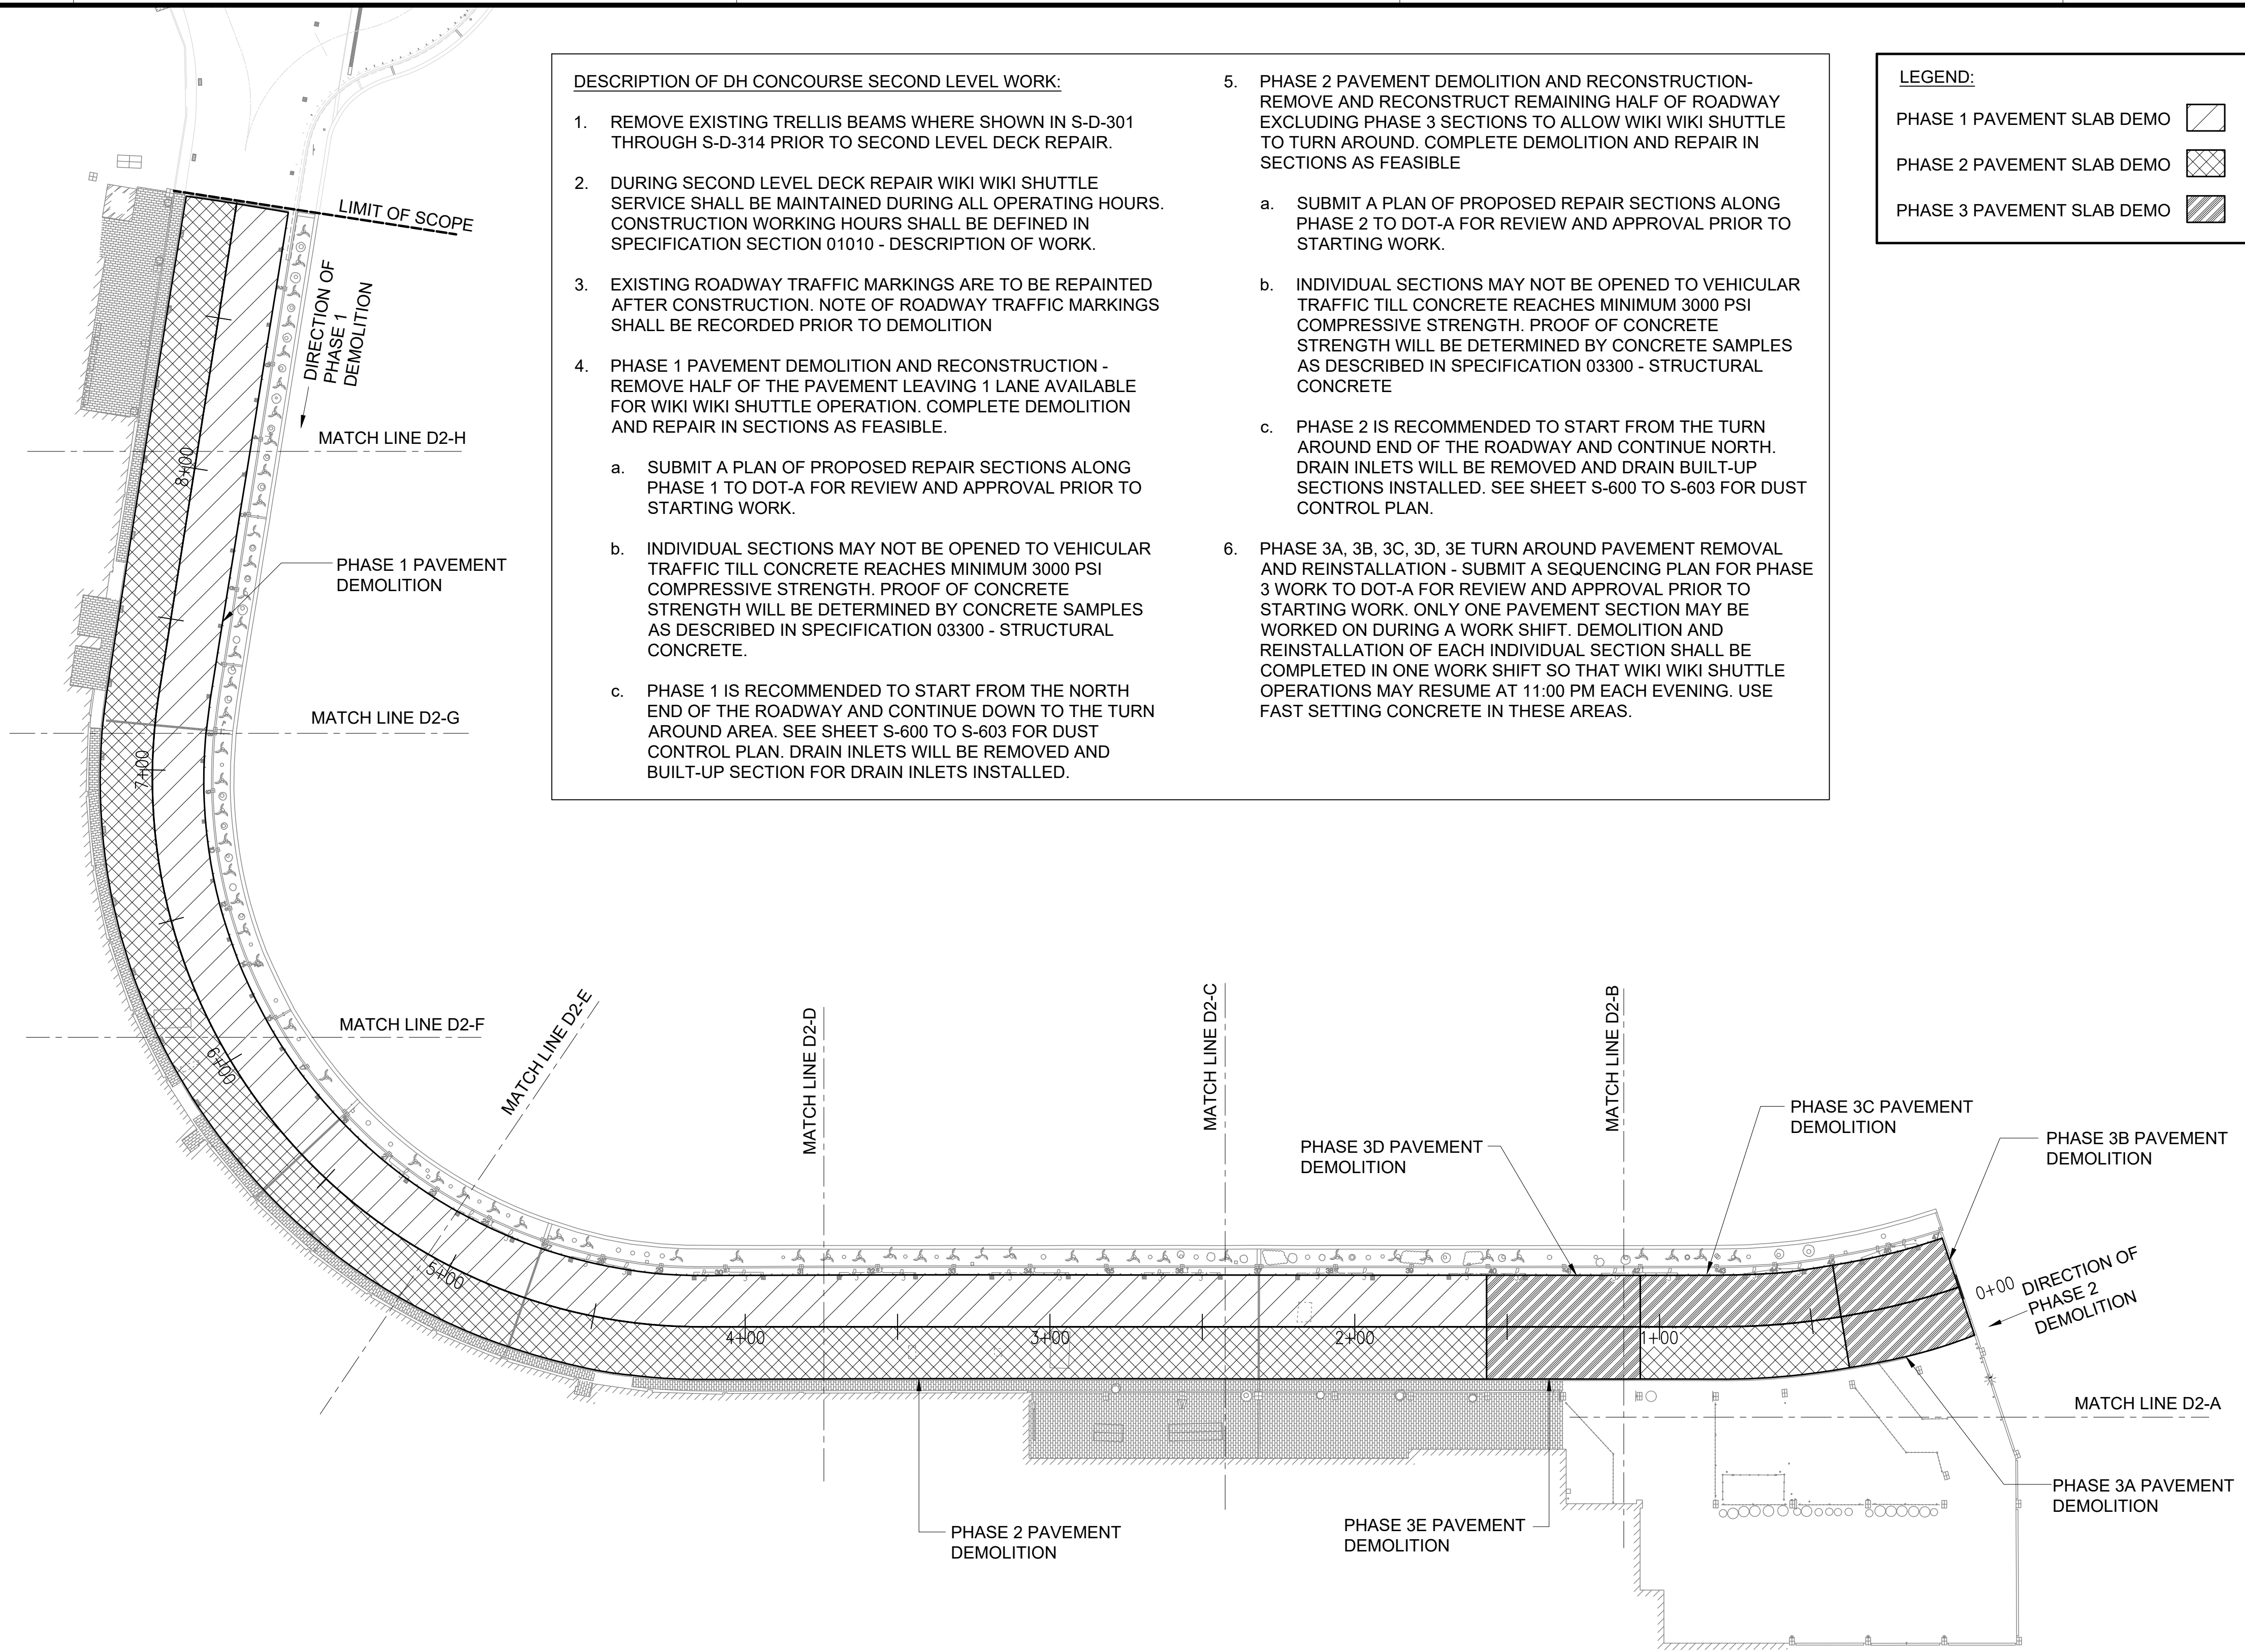 DESCRIPTION OF DH CONCOURSE SECOND LEVEL WORK:
1. REMOVE EXISTING TRELLIS BEAMS WHERE SHOWN IN S-D-301
THROUGH S-D-314 PRIOR TO SECOND LEVEL DECK REPAIR.
2. DURING SECOND LEVEL DECK REPAIR WIKI WIKI SHUTTLE
SERVICE SHALL BE MAINTAINED DURING ALL OPERATING HOURS.
CONSTRUCTION WORKING HOURS SHALL BE DEFINED IN
SPECIFICATION SECTION 01010 - DESCRIPTION OF WORK.
3. EXISTING ROADWAY TRAFFIC MARKINGS ARE TO BE REPAINTED
AFTER CONSTRUCTION. NOTE OF ROADWAY TRAFFIC MARKINGS
SHALL BE RECORDED PRIOR TO DEMOLITION
4. PHASE 1 PAVEMENT DEMOLITION AND RECONSTRUCTION -
REMOVE HALF OF THE PAVEMENT LEAVING 1 LANE AVAILABLE
FOR WIKI WIKI SHUTTLE OPERATION. COMPLETE DEMOLITION
AND REPAIR IN SECTIONS AS FEASIBLE.
a. SUBMIT A PLAN OF PROPOSED REPAIR SECTIONS ALONG
PHASE 1 TO DOT-A FOR REVIEW AND APPROVAL PRIOR TO
STARTING WORK.
b. INDIVIDUAL SECTIONS MAY NOT BE OPENED TO VEHICULAR
TRAFFIC TILL CONCRETE REACHES MINIMUM 3000 PSI
COMPRESSIVE STRENGTH. PROOF OF CONCRETE
STRENGTH WILL BE DETERMINED BY CONCRETE SAMPLES
AS DESCRIBED IN SPECIFICATION 03300 - STRUCTURAL
CONCRETE.
c. PHASE 1 IS RECOMMENDED TO START FROM THE NORTH
END OF THE ROADWAY AND CONTINUE DOWN TO THE TURN
AROUND AREA. SEE SHEET S-600 TO S-603 FOR DUST
CONTROL PLAN. DRAIN INLETS WILL BE REMOVED AND
BUILT-UP SECTION FOR DRAIN INLETS INSTALLED.
5. PHASE 2 PAVEMENT DEMOLITION AND RECONSTRUCTION-
REMOVE AND RECONSTRUCT REMAINING HALF OF ROADWAY
EXCLUDING PHASE 3 SECTIONS TO ALLOW WIKI WIKI SHUTTLE
TO TURN AROUND. COMPLETE DEMOLITION AND REPAIR IN
SECTIONS AS FEASIBLE
a. SUBMIT A PLAN OF PROPOSED REPAIR SECTIONS ALONG
PHASE 2 TO DOT-A FOR REVIEW AND APPROVAL PRIOR TO
STARTING WORK.
b. INDIVIDUAL SECTIONS MAY NOT BE OPENED TO VEHICULAR
TRAFFIC TILL CONCRETE REACHES MINIMUM 3000 PSI
COMPRESSIVE STRENGTH. PROOF OF CONCRETE
STRENGTH WILL BE DETERMINED BY CONCRETE SAMPLES
AS DESCRIBED IN SPECIFICATION 03300 - STRUCTURAL
CONCRETE
c. PHASE 2 IS RECOMMENDED TO START FROM THE TURN
AROUND END OF THE ROADWAY AND CONTINUE NORTH.
DRAIN INLETS WILL BE REMOVED AND DRAIN BUILT-UP
SECTIONS INSTALLED. SEE SHEET S-600 TO S-603 FOR DUST
CONTROL PLAN.
6. PHASE 3A, 3B, 3C, 3D, 3E TURN AROUND PAVEMENT REMOVAL
AND REINSTALLATION - SUBMIT A SEQUENCING PLAN FOR PHASE
3 WORK TO DOT-A FOR REVIEW AND APPROVAL PRIOR TO
STARTING WORK. ONLY ONE PAVEMENT SECTION MAY BE
WORKED ON DURING A WORK SHIFT. DEMOLITION AND
REINSTALLATION OF EACH INDIVIDUAL SECTION SHALL BE
COMPLETED IN ONE WORK SHIFT SO THAT WIKI WIKI SHUTTLE
OPERATIONS MAY RESUME AT 11:00 PM EACH EVENING. USE
FAST SETTING CONCRETE IN THESE AREAS.
LEGEND:
PHASE 1 PAVEMENT SLAB DEMO
PHASE 2 PAVEMENT SLAB DEMO
PHASE 3 PAVEMENT SLAB DEMO
LIMIT OF SCOPE
DIRECTION OF
PHASE 1
DEMOLITION
MATCH LINE D2-H
8+00
PHASE 1 PAVEMENT
DEMOLITION
MATCH LINE D2-G
7+00
MATCH LINE D2-F
6+00
MATCH LINE D2-E
5+00
MATCH LINE D2-D
MATCH LINE D2-C
MATCH LINE D2-B
4+00
3+00
2+00
1+00
0+00
PHASE 3D PAVEMENT
DEMOLITION
PHASE 3C PAVEMENT
DEMOLITION
PHASE 3B PAVEMENT
DEMOLITION
DIRECTION OF
PHASE 2
DEMOLITION
MATCH LINE D2-A
PHASE 3A PAVEMENT
DEMOLITION
PHASE 3E PAVEMENT
DEMOLITION
PHASE 2 PAVEMENT
DEMOLITION